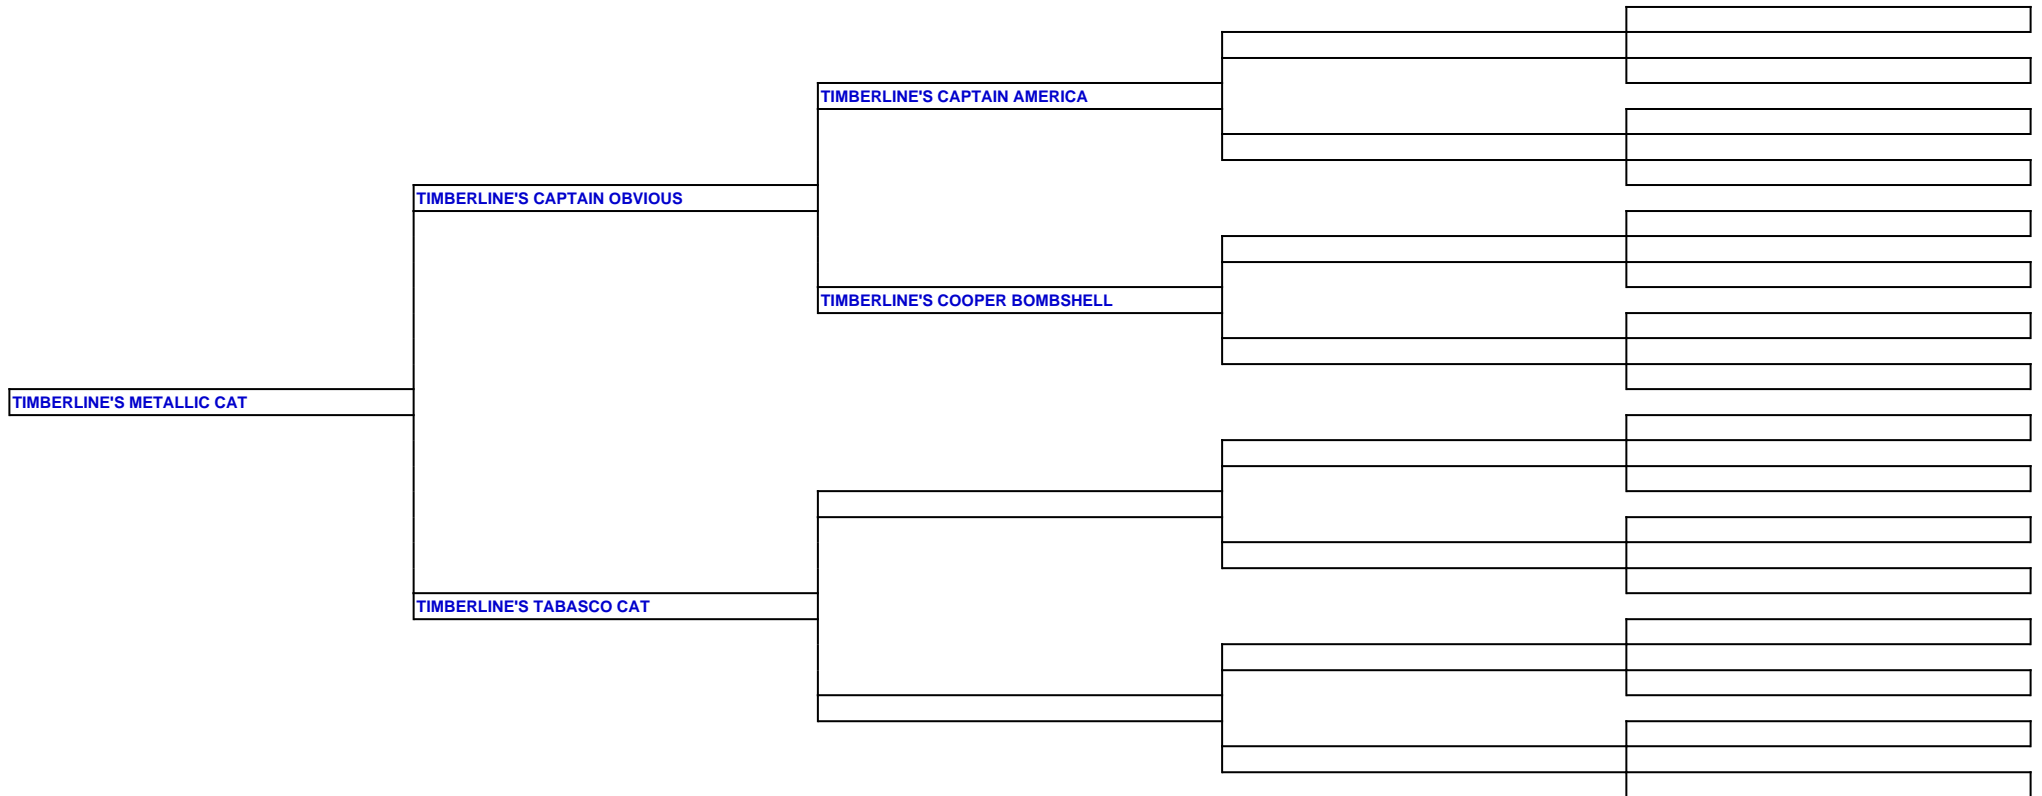 TIMBERLINE'S CAPTAIN AMERICA
TIMBERLINE'S CAPTAIN OBVIOUS
TIMBERLINE'S COOPER BOMBSHELL
TIMBERLINE'S METALLIC CAT
TIMBERLINE'S TABASCO CAT